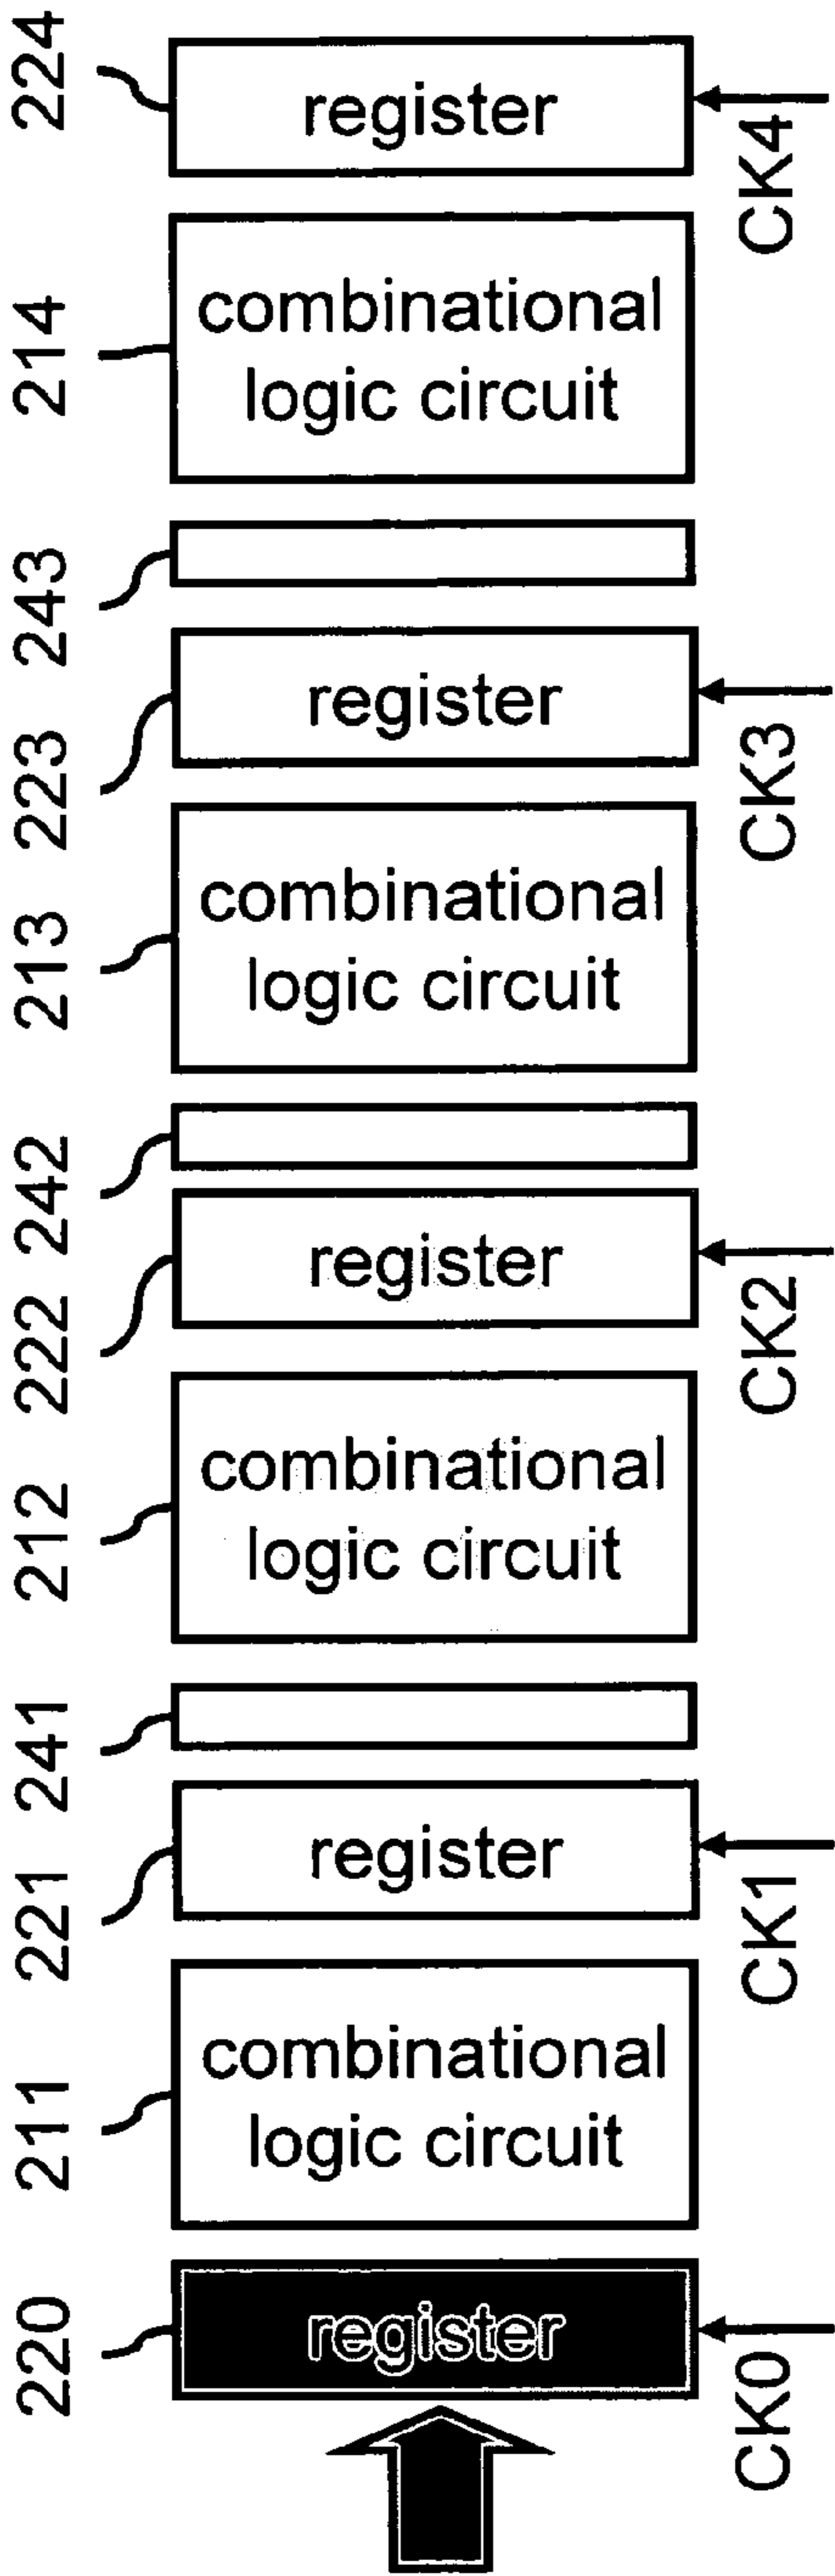 224
register
CK4
214
combinational
logic circuit
243
223
register
CK3
213
combinational
logic circuit
242
222
register
CK2
212
combinational
logic circuit
241
221
register
CK1
211
combinational
logic circuit
220
register
CK0